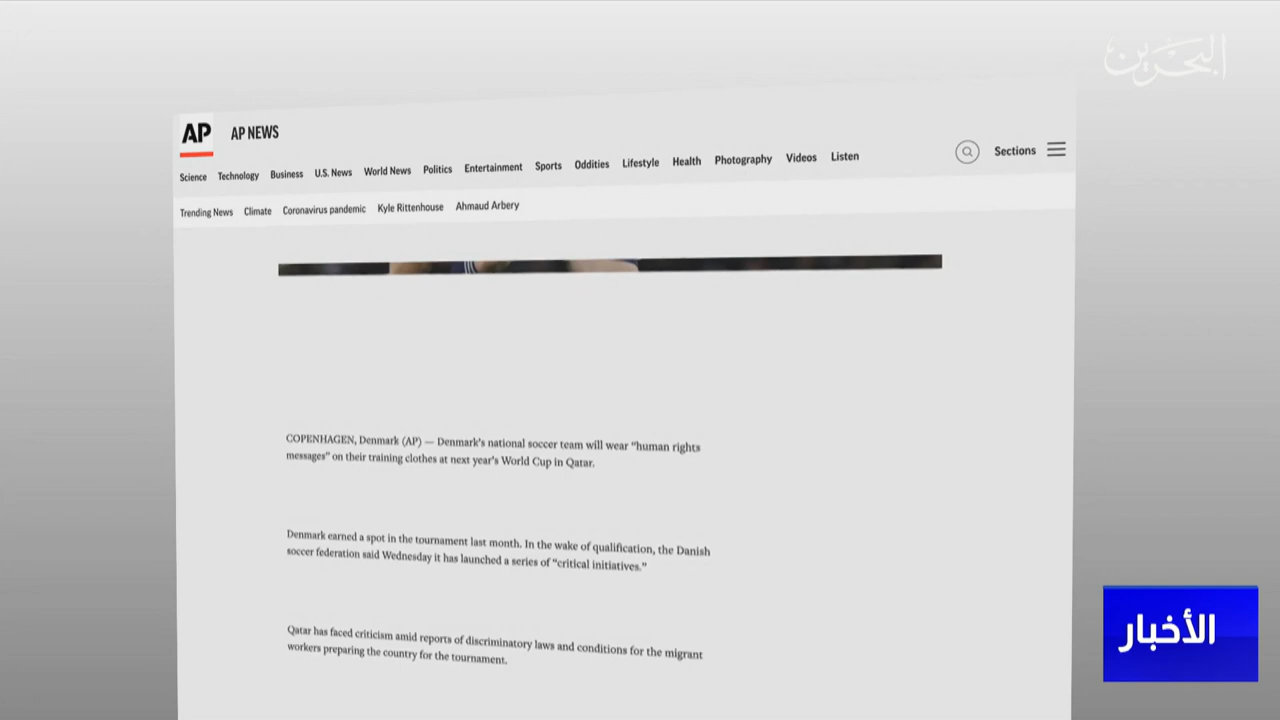 البحرين
AP AP NEWS
Sections
Science Technology Business U.S. News World News Politics Entertainment Sports Oddities Lifestyle Health Photography Videos Listen
Trending News Climate Coronavirus pandemic Kyle Rittenhouse Ahmaud Arbery
COPENHAGEN, Denmark (AP) — Denmark's national soccer team will wear "human rights
messages" on their training clothes at next year's World Cup in Qatar.
Denmark earned a spot in the tournament last month. In the wake of qualification, the Danish
soccer federation said Wednesday it has launched a series of "critical initiatives."
Qatar has faced criticism amid reports of discriminatory laws and conditions for the migrant
workers preparing the country for the tournament.
الأخبار